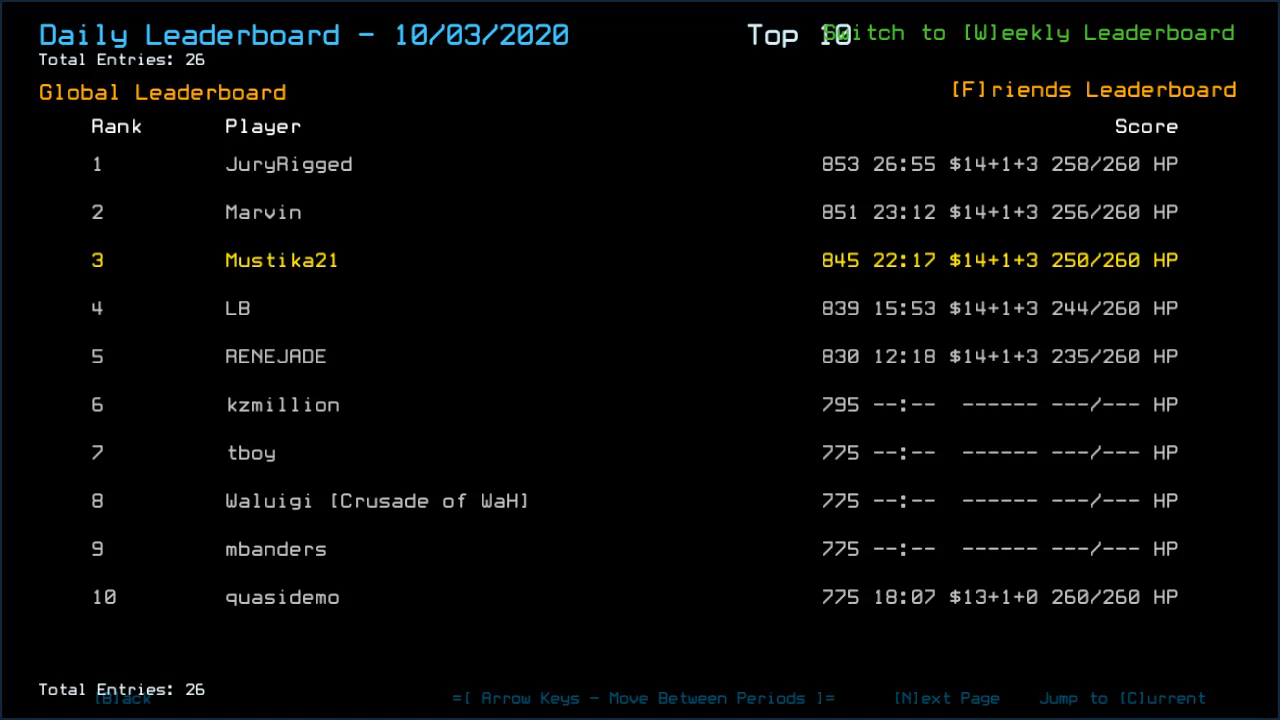 Daily Leaderboard - 10/03/2020 Top 10 Switch to [W]eekly Leaderboard
Total Entries: 26
Global Leaderboard [F]riends Leaderboard
Rank Player Score
1 JuryRigged 853 26:55 $14+1+3 258/260 HP
2 Marvin 851 23:12 $14+1+3 256/260 HP
3 Mustika21 845 22:17 $14+1+3 250/260 HP
4 LB 839 15:53 $14+1+3 244/260 HP
5 RENEJADE 830 12:18 $14+1+3 235/260 HP
6 kzmillion 795 --:-- ------ ---/--- HP
7 tboy 775 --:-- ------ ---/--- HP
8 Waluigi [Crusade of WaH] 775 --:-- ------ ---/--- HP
9 mbanders 775 --:-- ------ ---/--- HP
10 quasidemo 775 18:07 $13+1+0 260/260 HP
Total Entries: 26
[B]ack =[ Arrow Keys - Move Between Periods ]= [N]ext Page Jump to [C]urrent